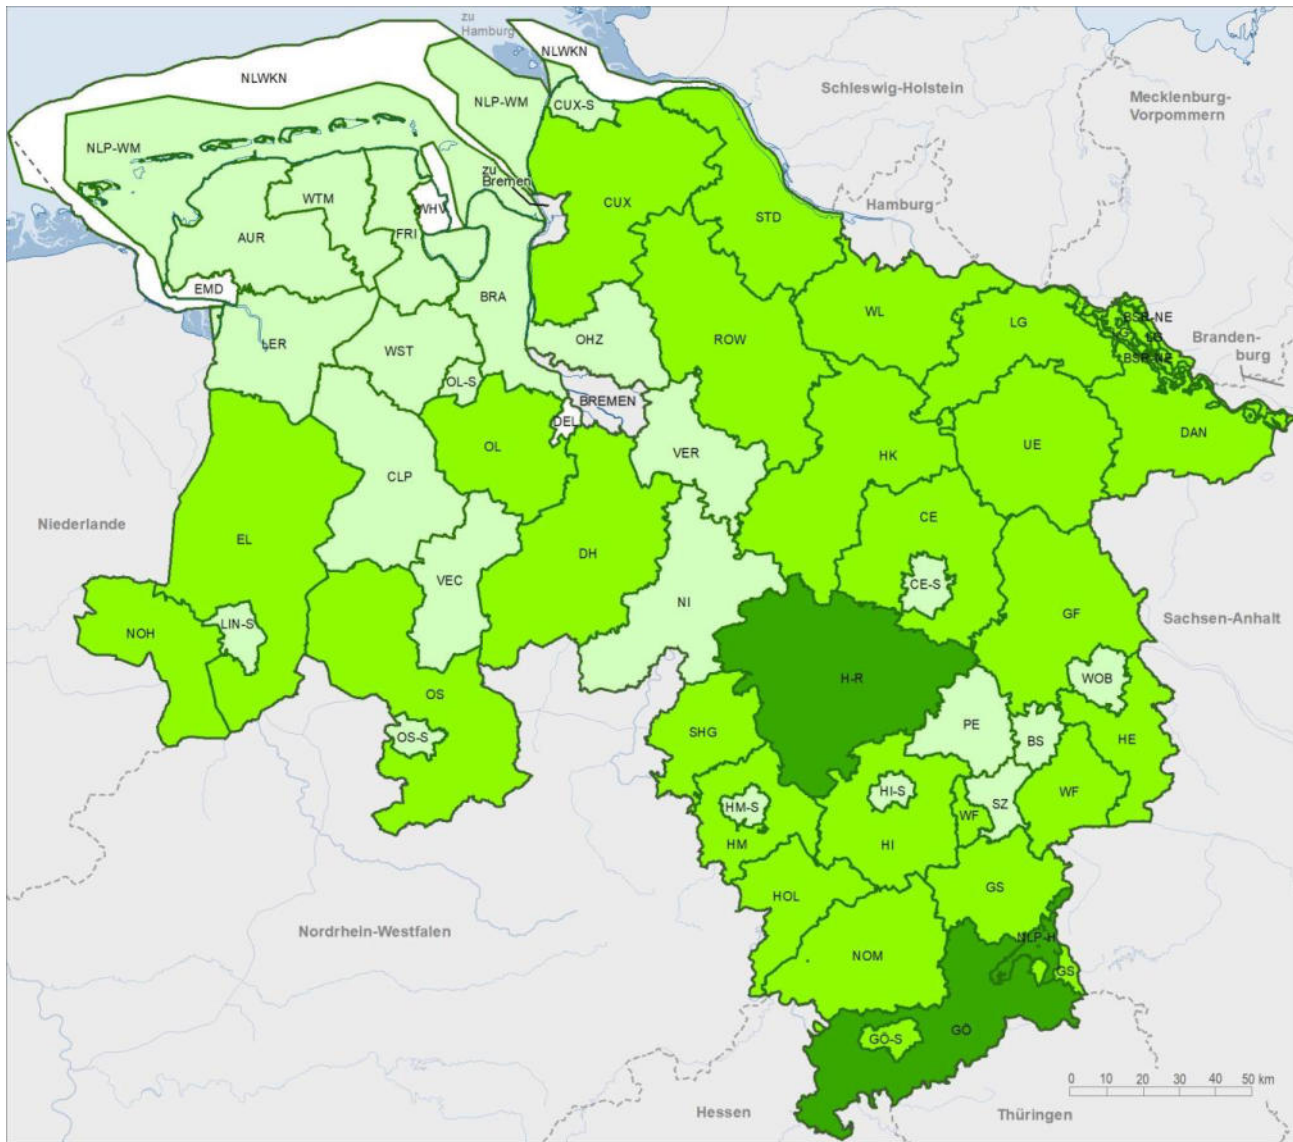 zu
Hamburg
NLWKN
NLWKN
Schleswig-Holstein
Mecklenburg-
Vorpommern
NLP-WM
CUX-S
NLP-WM
zu
Bremen
WTM
WHV
CUX
STD
Hamburg
AUR
FRI
EMD
BRA
WL
LG
BSR-NE
LG
BSR-NE
Branden-
burg
LER
WST
OHZ
ROW
OL-S
BREMEN
DEL
DAN
OL
UE
VER
HK
CLP
Niederlande
CE
EL
DH
VEC
CE-S
NI
GF
Sachsen-Anhalt
LIN-S
NOH
H-R
WOB
OS
OS-S
SHG
PE
BS
HE
HI-S
WF
HM-S
SZ
WF
HM
HI
GS
HOL
Nordrhein-Westfalen
NLP-H
NOM
GS
GÖ
GÖ-S
0 10 20 30 40 50 km
Hessen
Thüringen